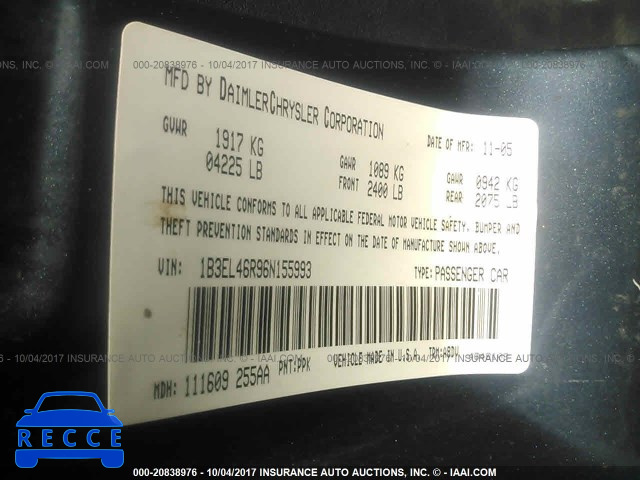 000-20838976 - 10/04/2017 INSURANCE AUTO AUCTIONS, INC. - © IAAI.COM
MFD BY DAIMLERCHRYSLER CORPORATION
DATE OF MFR: 11-05
GVWR 1917 KG
04225 LB
GAWR FRONT 1089 KG
2400 LB
GAWR REAR 0942 KG
2075 LB
THIS VEHICLE CONFORMS TO ALL APPLICABLE FEDERAL MOTOR VEHICLE SAFETY, BUMPER AND
THEFT PREVENTION STANDARDS IN EFFECT ON THE DATE OF MANUFACTURE SHOWN ABOVE.
VIN: 1B3EL46R96N155993
TYPE: PASSENGER CAR
MDH: 111609 255AA
PNT: PPK
VEHICLE MADE IN U.S.A.
RECCE
000-20838976 - 10/04/2017 INSURANCE AUTO AUCTIONS, INC. - © IAAI.COM